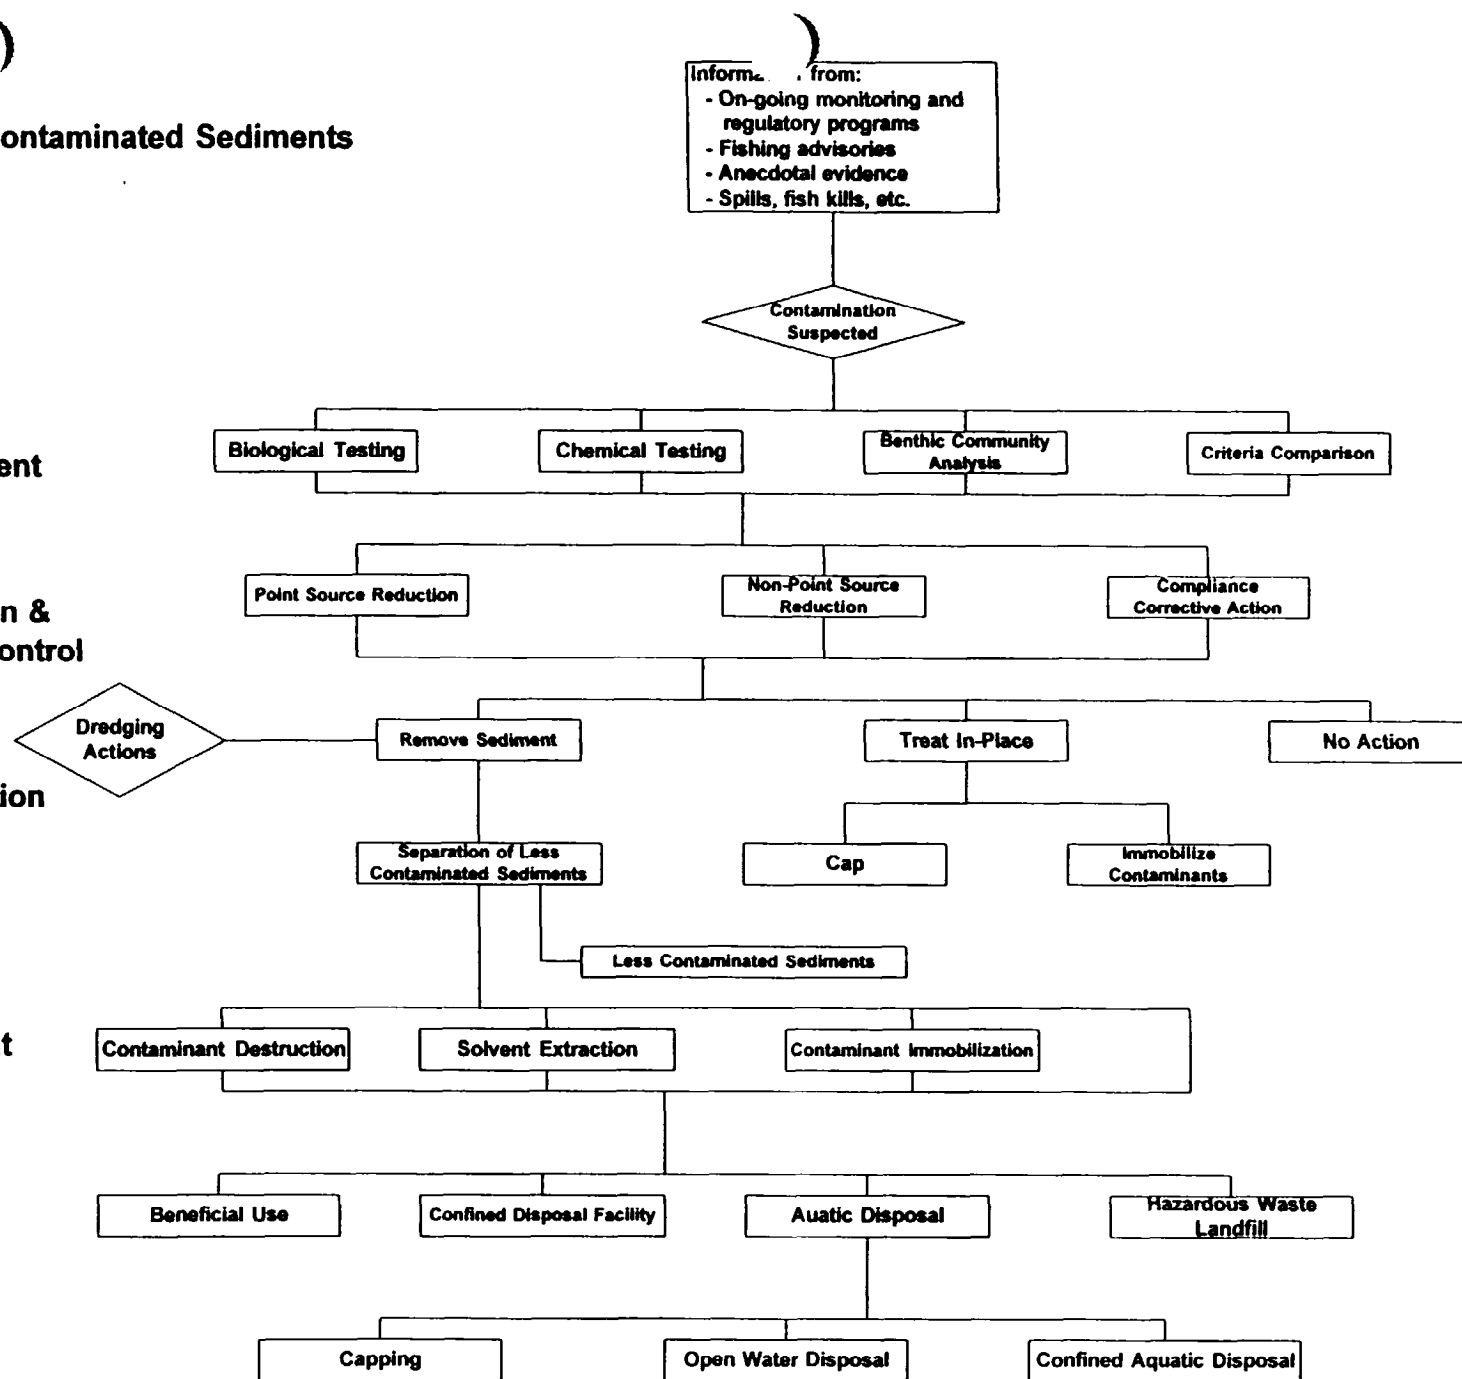 )
)
from:
- On-going monitoring and
regulatory programs
ontaminated Sediments
- Fishing advisories
- Anecdotal evidence
- Spills, fish kills, etc.
Contamination
Suspected
ent
Biological Testing
Chemical Testing
Benthic Community
Analysis
Criteria Comparison
n &
ontrol
Point Source Reduction
Non-Point Source
Reduction
Compliance
Corrective Action
Dredging
Actions
Remove Sediment
Treat In-Place
No Action
tion
Separation of Less
Contaminated Sediments
Cap
Immobilize
Contaminants
Less Contaminated Sediments
t
Contaminant Destruction
Solvent Extraction
Contaminant Immobilization
Beneficial Use
Confined Disposal Facility
Auatic Disposal
Hazardous Waste
Landfill
Capping
Open Water Disposal
Confined Aquatic Disposal